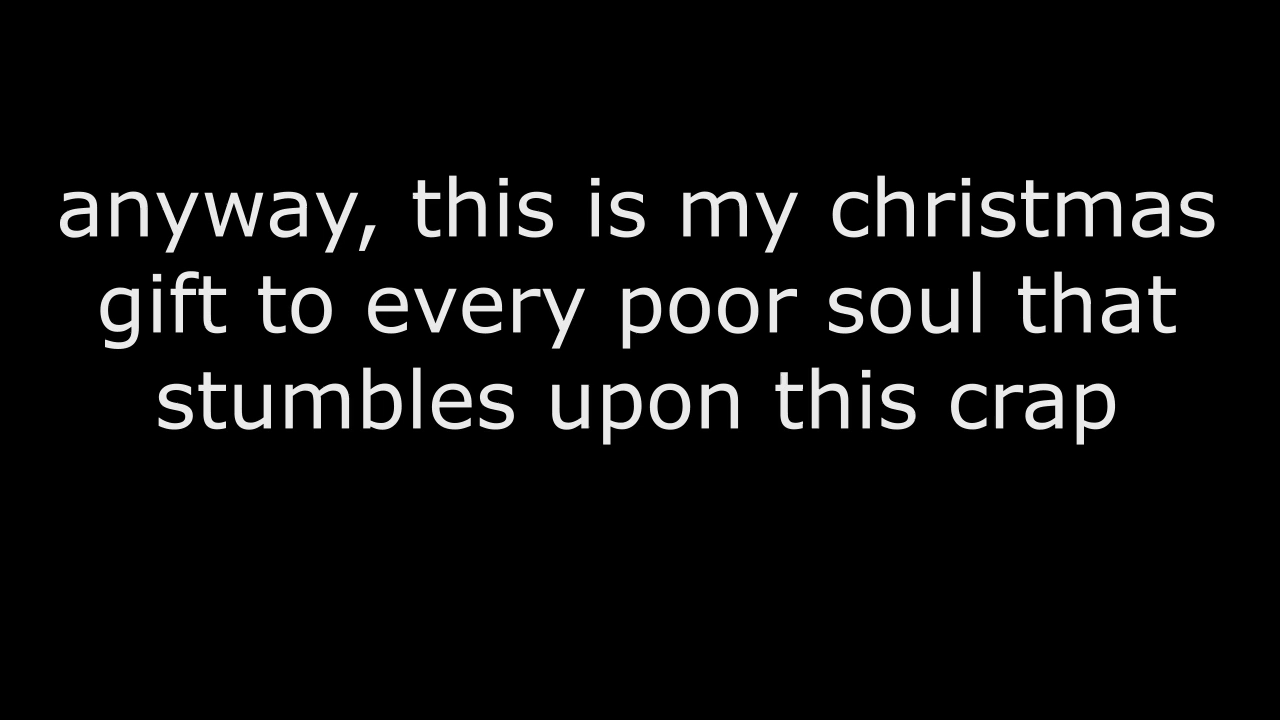 anyway, this is my christmas
gift to every poor soul that
stumbles upon this crap